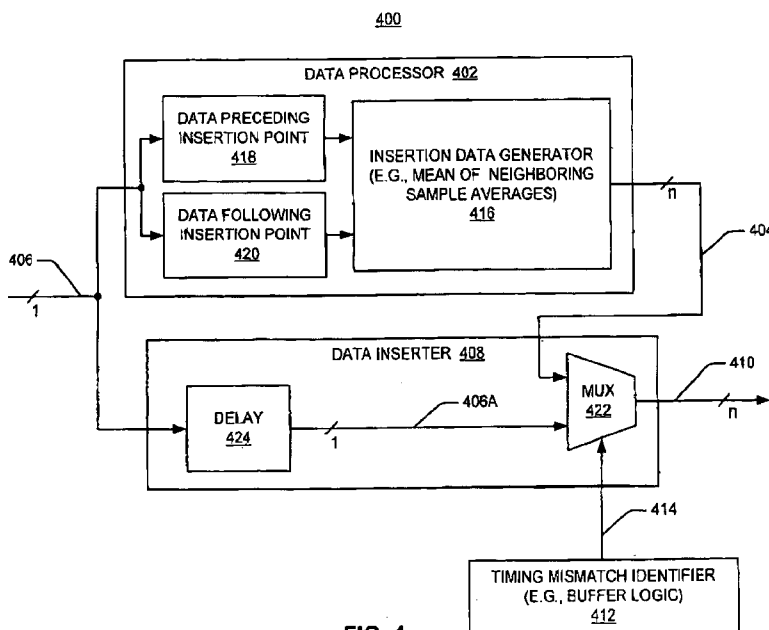 400
DATA PROCESSOR 402
DATA PRECEDING
INSERTION POINT
418
DATA FOLLOWING
INSERTION POINT
420
INSERTION DATA GENERATOR
(E.G., MEAN OF NEIGHBORING
SAMPLE AVERAGES)
416
n
404
406
1
DATA INSERTER 408
DELAY
424
1
406A
MUX
422
410
n
414
TIMING MISMATCH IDENTIFIER
(E.G., BUFFER LOGIC)
412